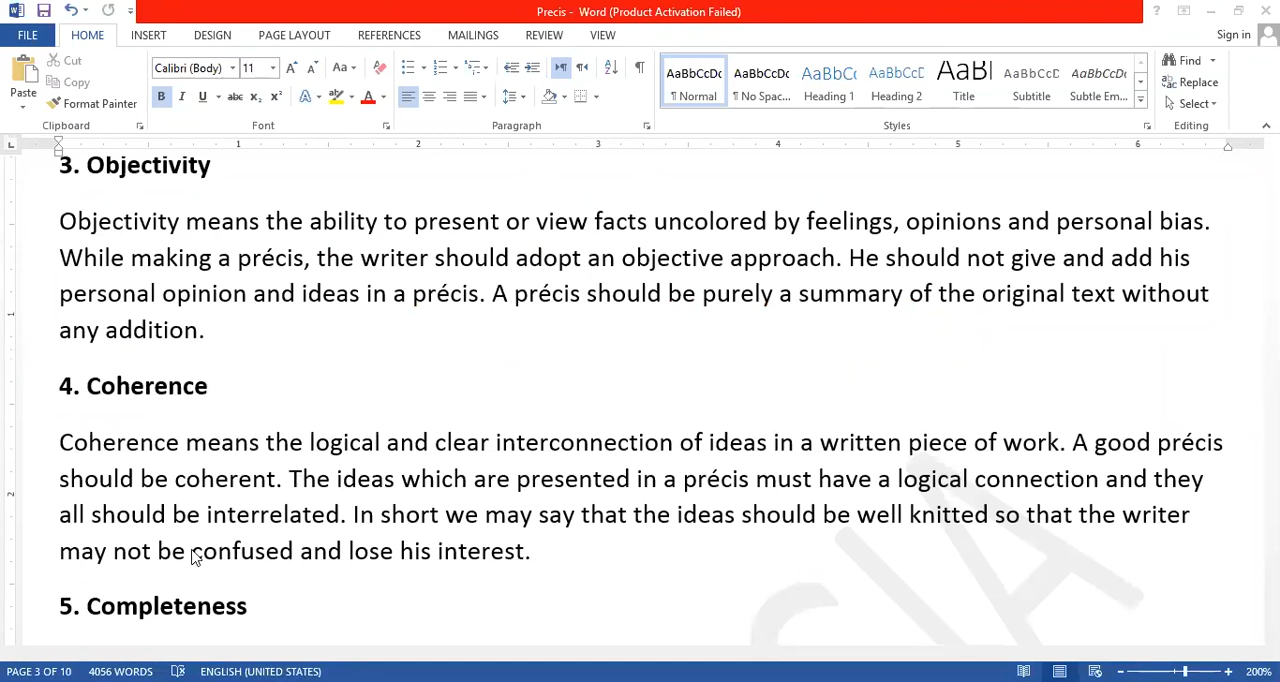 Precis - Word (Product Activation Failed)
FILE HOME INSERT DESIGN PAGE LAYOUT REFERENCES MAILINGS REVIEW VIEW Sign in
Paste Cut Copy Format Painter
Calibri (Body) 11
AaBbCcDc AaBbCcDc AaBbCc AaBbCcD AaBl AaBbCcD AaBbCcD
¶ Normal ¶ No Spac... Heading 1 Heading 2 Title Subtitle Subtle Em...
Find Replace Select
Clipboard Font Paragraph Styles Editing
1 2 3 4 5 6
3. Objectivity
Objectivity means the ability to present or view facts uncolored by feelings, opinions and personal bias.
While making a précis, the writer should adopt an objective approach. He should not give and add his
personal opinion and ideas in a précis. A précis should be purely a summary of the original text without
any addition.
4. Coherence
Coherence means the logical and clear interconnection of ideas in a written piece of work. A good précis
should be coherent. The ideas which are presented in a précis must have a logical connection and they
all should be interrelated. In short we may say that the ideas should be well knitted so that the writer
may not be confused and lose his interest.
5. Completeness
PAGE 3 OF 10 4056 WORDS ENGLISH (UNITED STATES) 200%